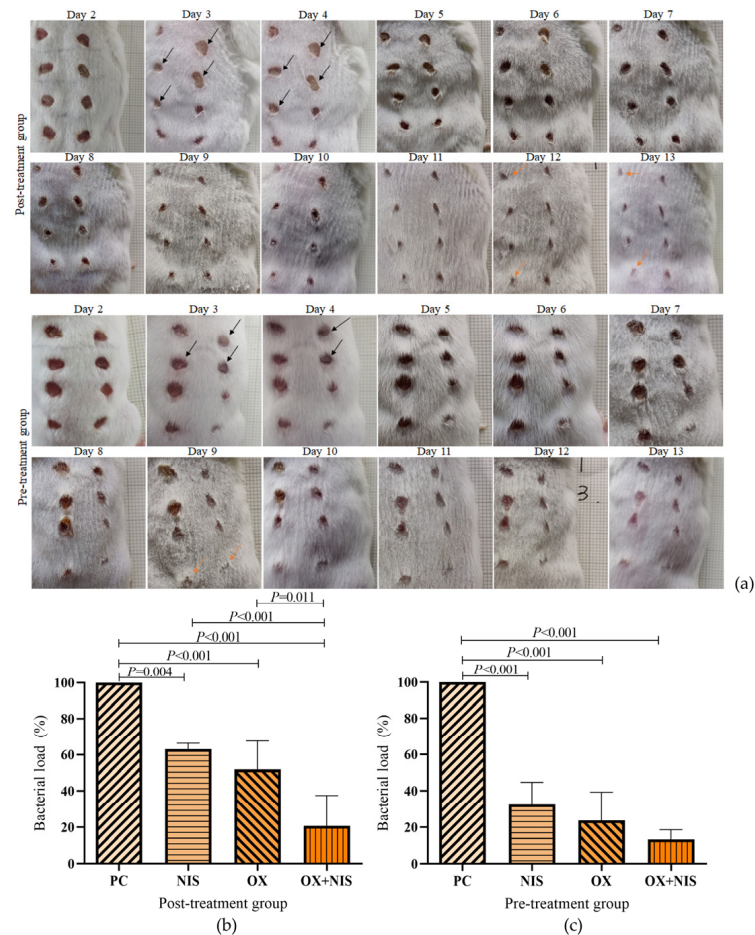 Day 2 Day 3 Day 4 Day 5 Day 6 Day 7
Post-treatment group
Day 8 Day 9 Day 10 Day 11 Day 12 Day 13
Day 2 Day 3 Day 4 Day 5 Day 6 Day 7
Pre-treatment group
Day 8 Day 9 Day 10 Day 11 Day 12 Day 13
3.
(a)
P=0.011
P<0.001
P<0.001
P<0.001
P=0.004
Bacterial load (%)
100
80
60
40
20
0
PC NIS OX OX+NIS
Post-treatment group
(b)
P<0.001
P<0.001
P<0.001
Bacterial load (%)
100
80
60
40
20
0
PC NIS OX OX+NIS
Pre-treatment group
(c)